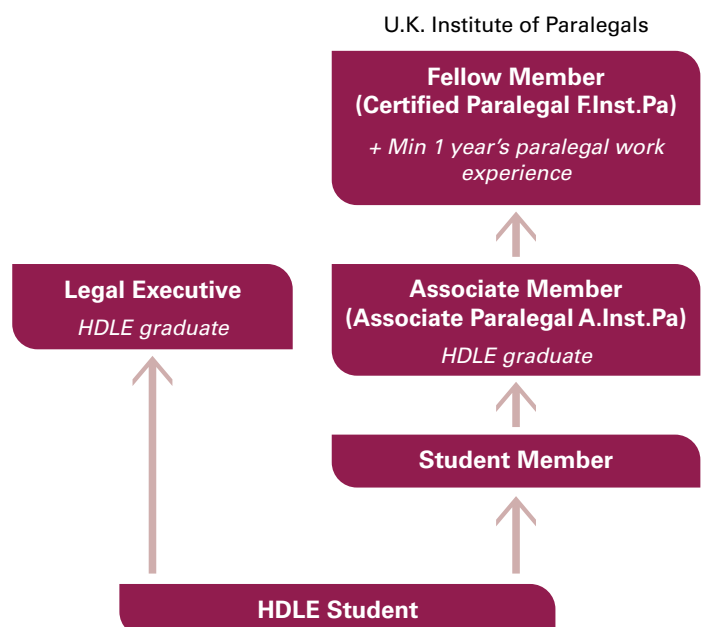 U.K. Institute of Paralegals
Fellow Member
(Certified Paralegal F.Inst.Pa)
+ Min 1 year's paralegal work
experience
Legal Executive
HDLE graduate
Associate Member
(Associate Paralegal A.Inst.Pa)
HDLE graduate
Student Member
HDLE Student